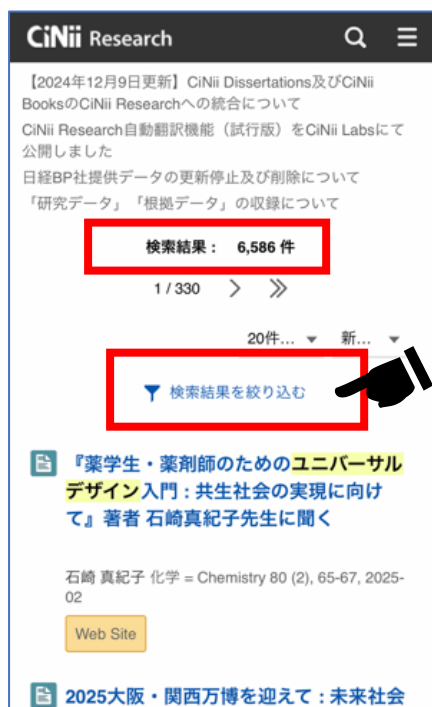 CiNii Research
【2024年12月9日更新】CiNii Dissertations及びCiNii
BooksのCiNii Researchへの統合について
CiNii Research自動翻訳機能（試行版）をCiNii Labsにて
公開しました
日経BP社提供データの更新停止及び削除について
「研究データ」「根拠データ」の収録について
検索結果： 6,586 件
1 / 330
20件... 新...
検索結果を絞り込む
『薬学生・薬剤師のためのユニバーサル
デザイン入門 : 共生社会の実現に向け
て』著者 石崎真紀子先生に聞く
石崎 真紀子 化学 = Chemistry 80 (2), 65-67, 2025-
02
Web Site
2025大阪・関西万博を迎えて : 未来社会